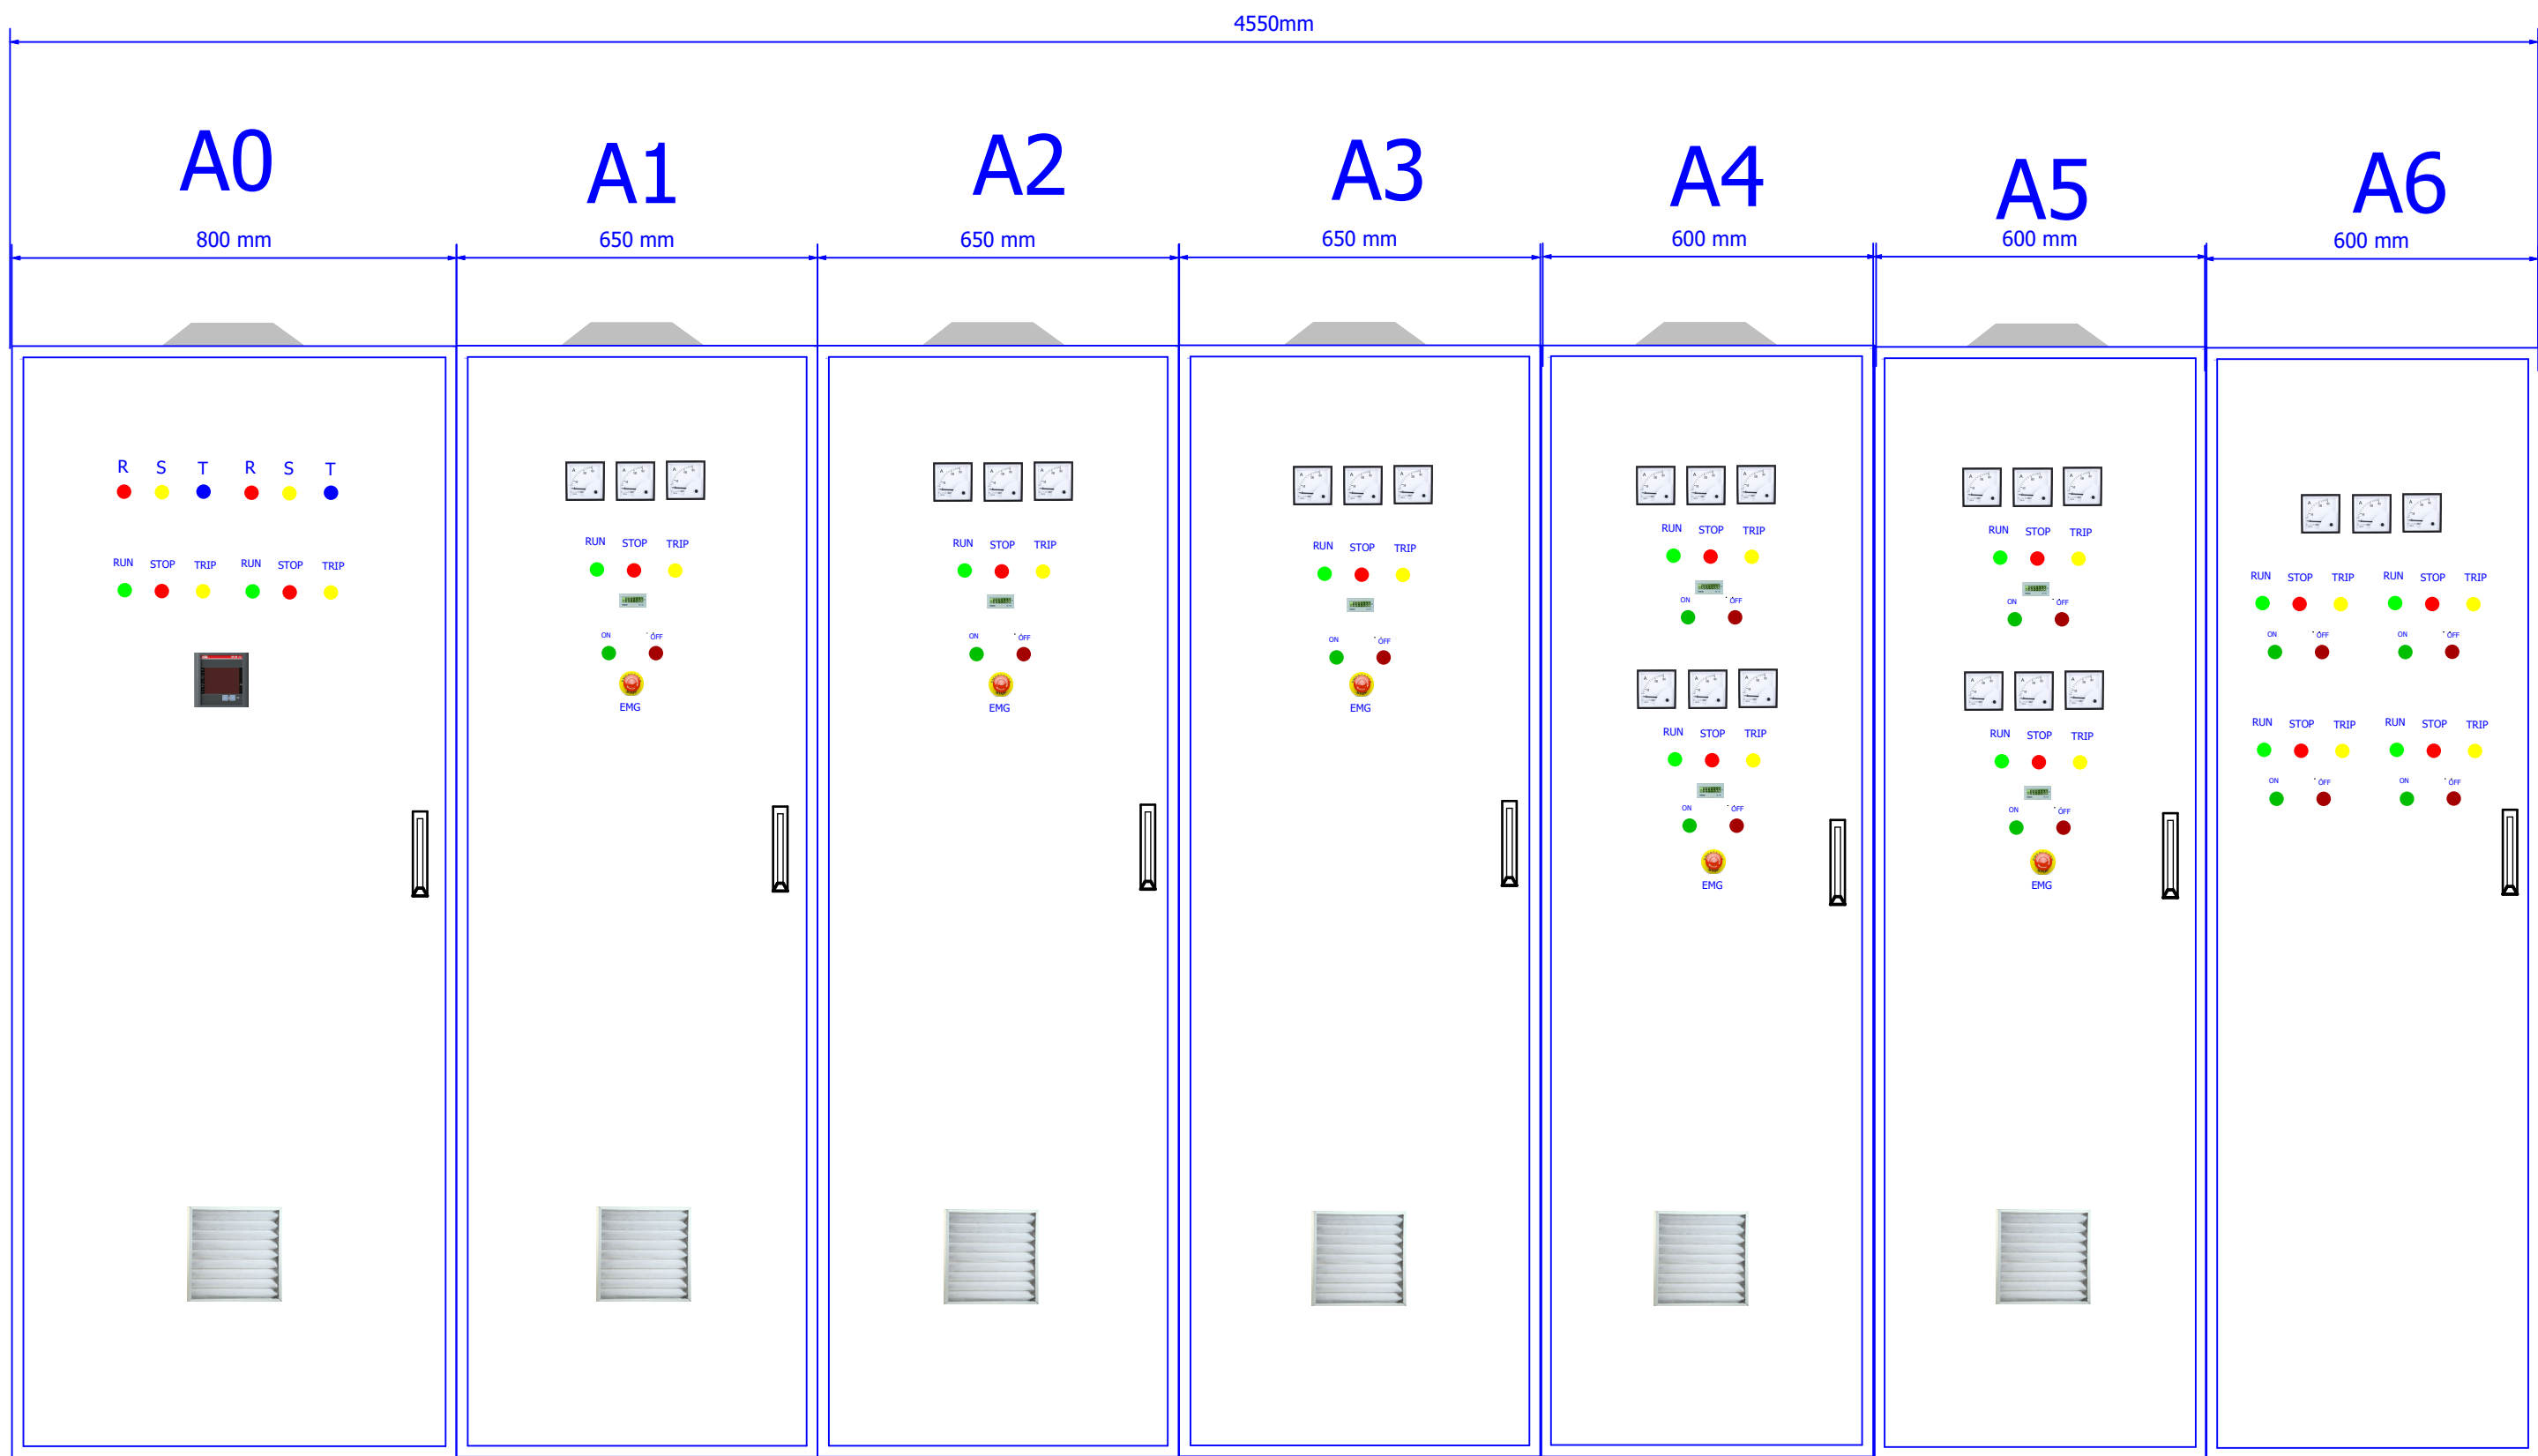 4550mm
A0 A1 A2 A3 A4 A5 A6
800 mm 650 mm 650 mm 650 mm 600 mm 600 mm 600 mm
R S T R S T
RUN STOP TRIP RUN STOP TRIP
RUN STOP TRIP
ON OFF
EMG
RUN STOP TRIP
ON OFF
EMG
RUN STOP TRIP
ON OFF
EMG
RUN STOP TRIP
ON OFF
RUN STOP TRIP
ON OFF
EMG
RUN STOP TRIP
ON OFF
RUN STOP TRIP
ON OFF
EMG
RUN STOP TRIP RUN STOP TRIP
ON OFF ON OFF
RUN STOP TRIP RUN STOP TRIP
ON OFF ON OFF